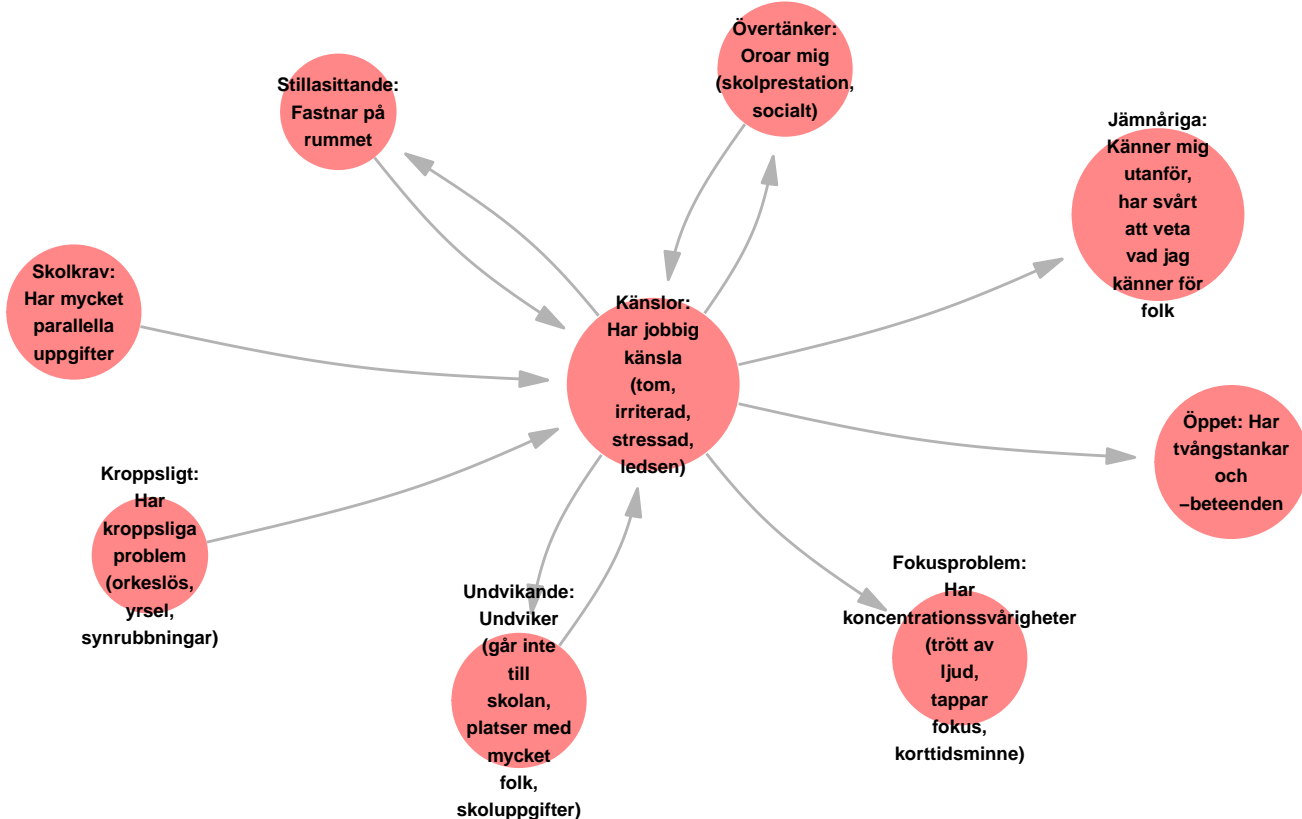 Övertänker:
Oroar mig
(skolprestation,
socialt)
Stillasittande:
Fastnar på
rummet
Jämnåriga:
Känner mig
utanför,
har svårt
att veta
vad jag
känner för
folk
Skolkrav:
Har mycket
parallella
uppgifter
Känslor:
Har jobbig
känsla
(tom,
irriterad,
stressad,
ledsen)
Öppet: Har
tvångstankar
och
–beteenden
Kroppsligt:
Har
kroppsliga
problem
(orkeslös,
yrsel,
synrubbningar)
Undvikande:
Undviker
(går inte
till
skolan,
platser med
mycket
folk,
skoluppgifter)
Fokusproblem:
Har
koncentrationssvårigheter
(trött av
ljud,
tappar
fokus,
korttidsminne)